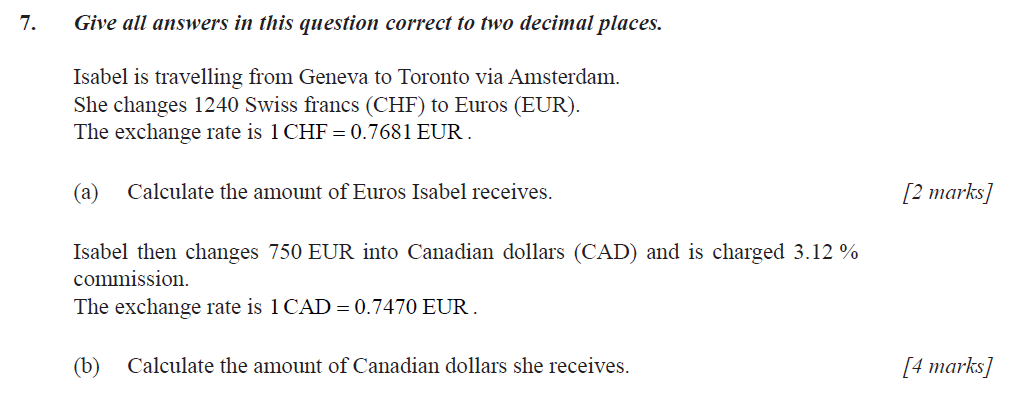 7. Give all answers in this question correct to two decimal places.
Isabel is travelling from Geneva to Toronto via Amsterdam.
She changes 1240 Swiss francs (CHF) to Euros (EUR).
The exchange rate is 1 CHF = 0.7681 EUR .
(a) Calculate the amount of Euros Isabel receives. [2 marks]
Isabel then changes 750 EUR into Canadian dollars (CAD) and is charged 3.12 %
commission.
The exchange rate is 1 CAD = 0.7470 EUR .
(b) Calculate the amount of Canadian dollars she receives. [4 marks]